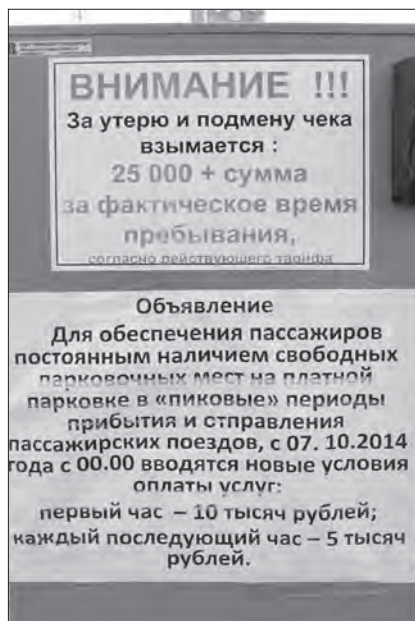 ВНИМАНИЕ !!!
За утерю и подмену чека
взымается :
25 000 + сумма
за фактическое время
пребывания,
согласно действующего тарифа
Объявление
Для обеспечения пассажиров
постоянным наличием свободных
парковочных мест на платной
парковке в «пиковые» периоды
прибытия и отправления
пассажирских поездов, с 07. 10.2014
года с 00.00 вводятся новые условия
оплаты услуг:
первый час – 10 тысяч рублей;
каждый последующий час – 5 тысяч
рублей.